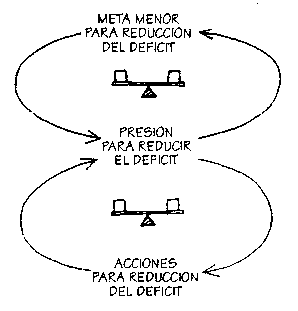 META MENOR
PARA REDUCCION
DEL DEFICIT
PRESION
PARA REDUCIR
EL DEFICIT
ACCIONES
PARA REDUCCION
DEL DEFICIT